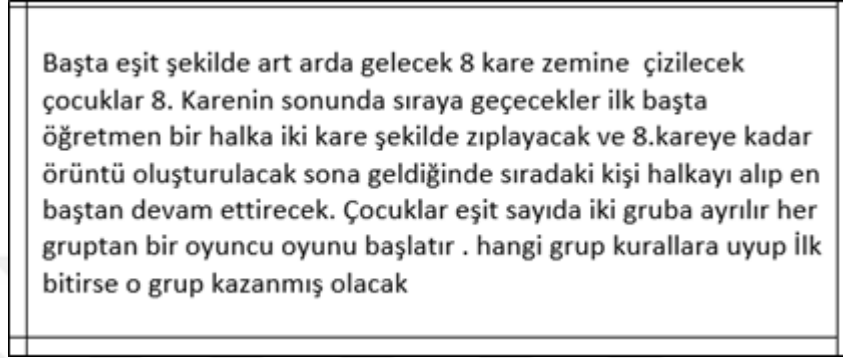 Başta eşit şekilde art arda gelecek 8 kare zemine  çizilecek
çocuklar 8. Karenin sonunda sıraya geçecekler ilk başta
öğretmen bir halka iki kare şekilde zıplayacak ve 8.kareye kadar
örüntü oluşturulacak sona geldiğinde sıradaki kişi halkayı alıp en
baştan devam ettirecek. Çocuklar eşit sayıda iki gruba ayrılır her
gruptan bir oyuncu oyunu başlatır . hangi grup kurallara uyup İlk
bitirse o grup kazanmış olacak